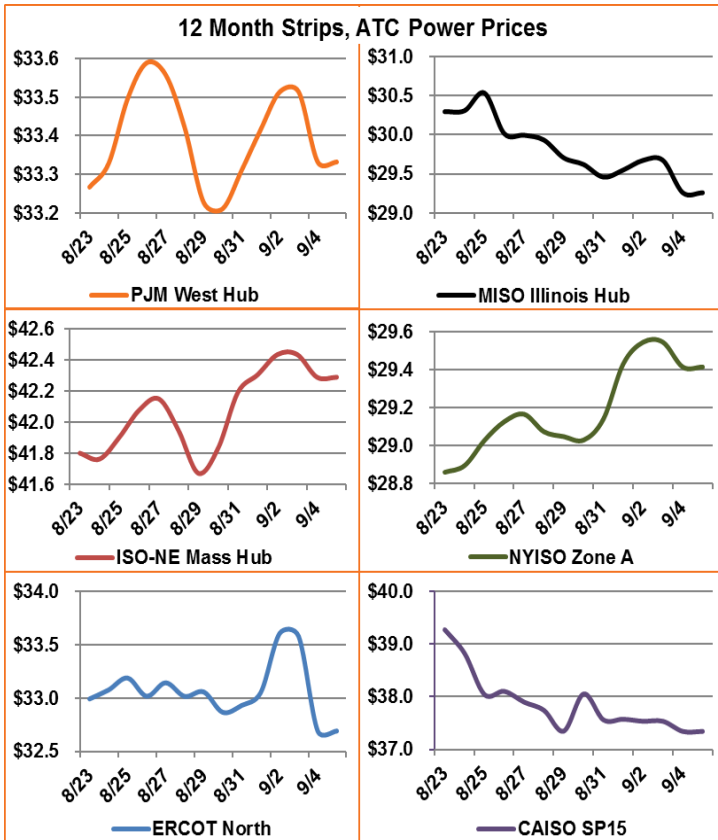 12 Month Strips, ATC Power Prices
$33.6
$33.5
$33.4
$33.3
$33.2
8/23 8/25 8/27 8/29 8/31 9/2 9/4
PJM West Hub
$31.0
$30.5
$30.0
$29.5
$29.0
8/23 8/25 8/27 8/29 8/31 9/2 9/4
MISO Illinois Hub
$42.6
$42.4
$42.2
$42.0
$41.8
$41.6
8/23 8/25 8/27 8/29 8/31 9/2 9/4
ISO-NE Mass Hub
$29.6
$29.4
$29.2
$29.0
$28.8
8/23 8/25 8/27 8/29 8/31 9/2 9/4
NYISO Zone A
$34.0
$33.5
$33.0
$32.5
8/23 8/25 8/27 8/29 8/31 9/2 9/4
ERCOT North
$40.0
$39.0
$38.0
$37.0
8/23 8/25 8/27 8/29 8/31 9/2 9/4
CAISO SP15